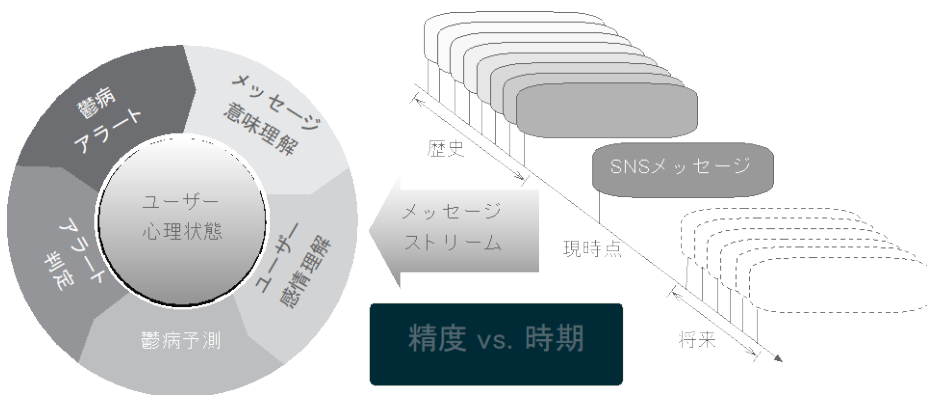 鬱病
アラート
メッセージ
意味理解
ユーザー
感情理解
鬱病予測
アラート
判定
ユーザー
心理状態
メッセージ
ストリーム
精度 vs. 時期
歴史
SNSメッセージ
現時点
将来